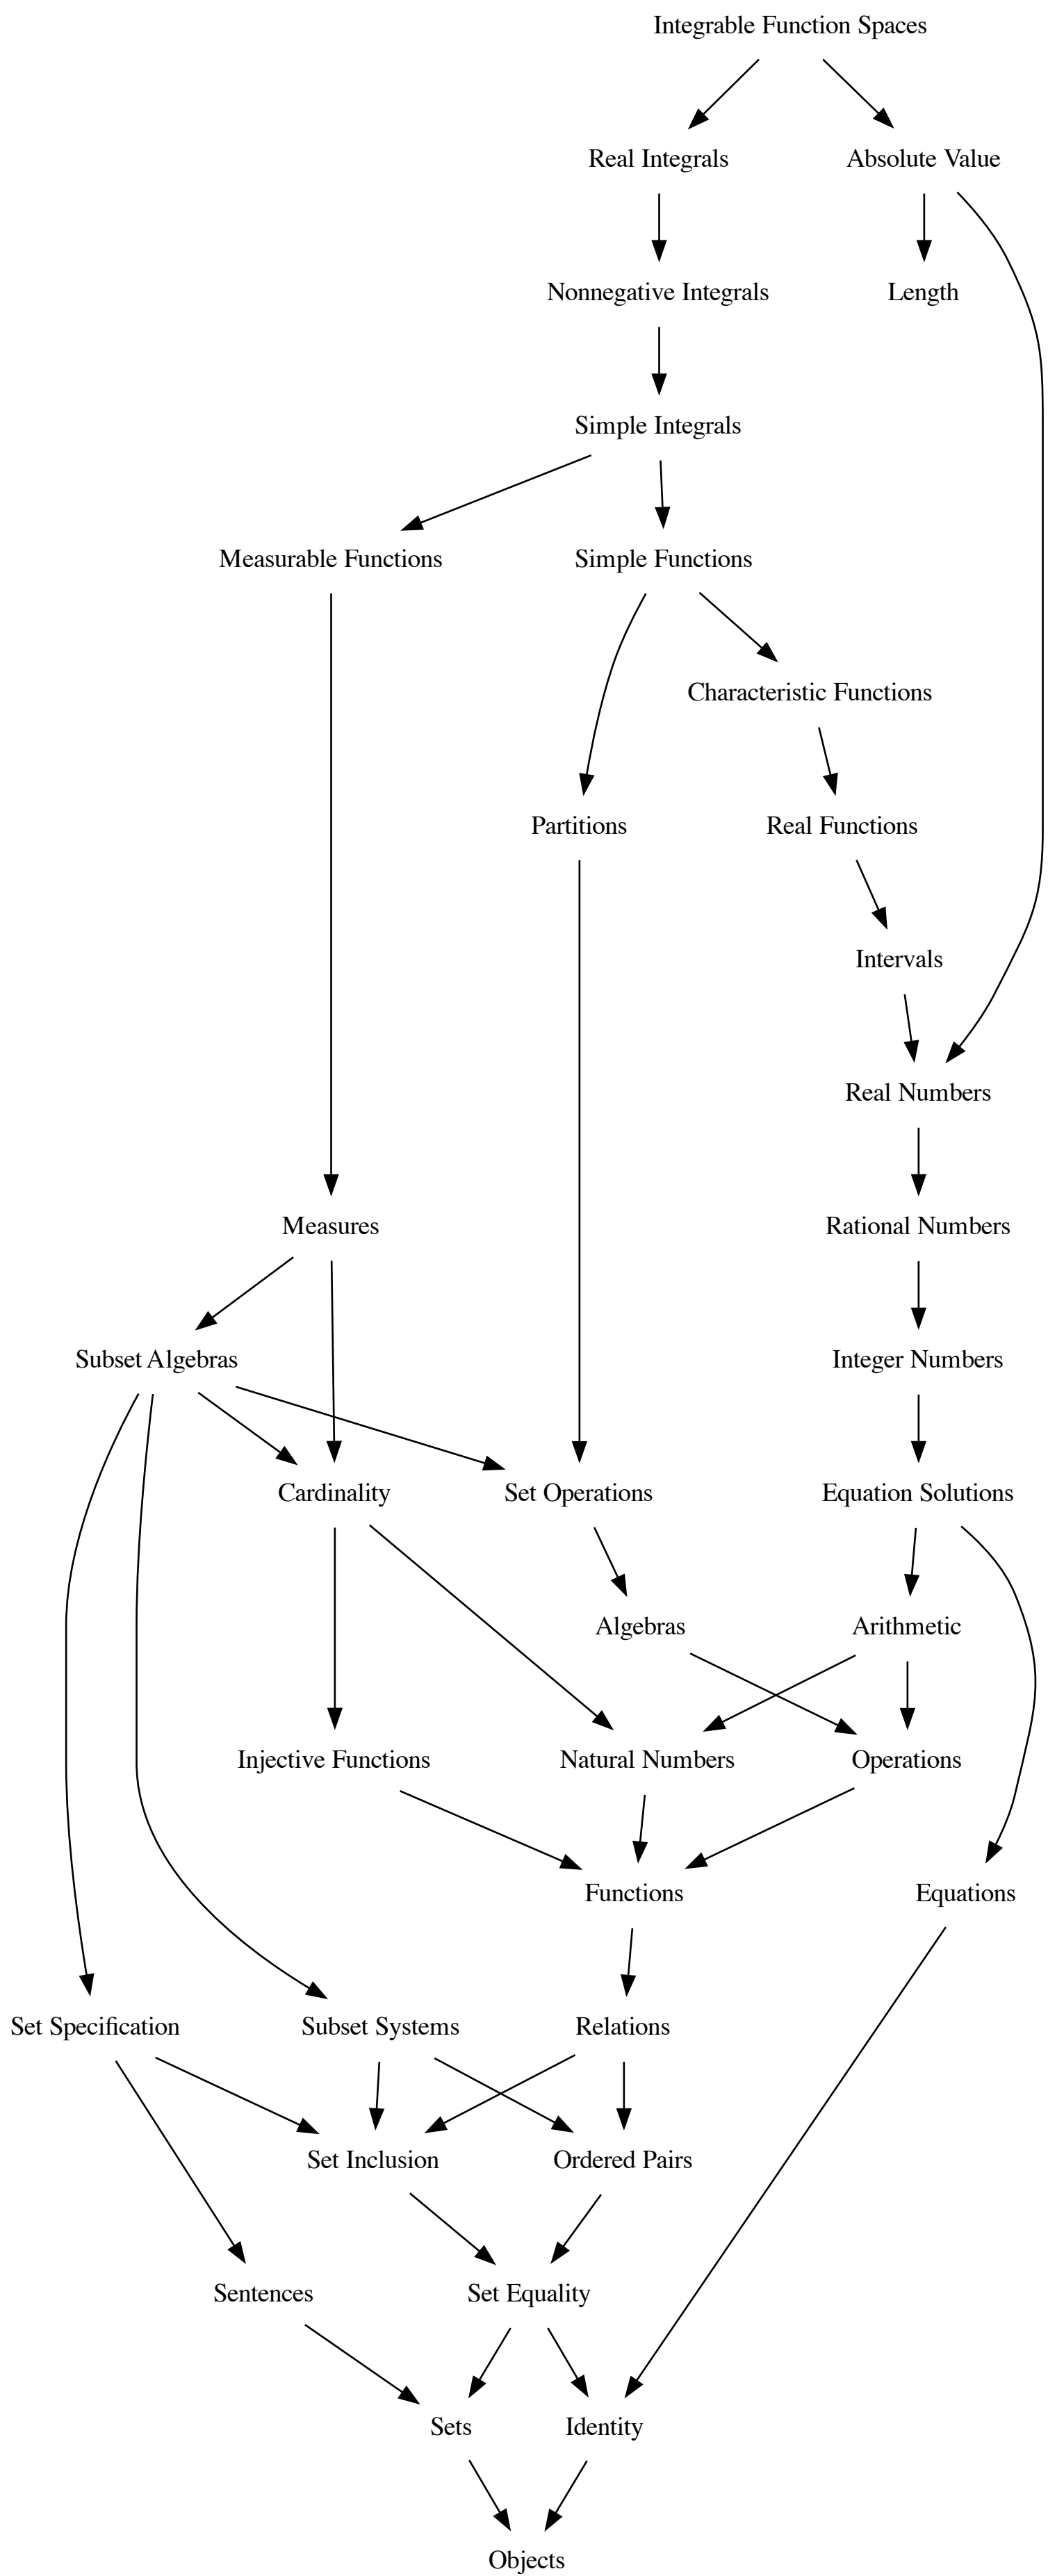 Integrable Function Spaces
Real Integrals
Absolute Value
Nonnegative Integrals
Length
Simple Integrals
Measurable Functions
Simple Functions
Characteristic Functions
Partitions
Real Functions
Intervals
Real Numbers
Measures
Rational Numbers
Subset Algebras
Integer Numbers
Cardinality
Set Operations
Equation Solutions
Algebras
Arithmetic
Injective Functions
Natural Numbers
Operations
Functions
Equations
Set Specification
Subset Systems
Relations
Set Inclusion
Ordered Pairs
Sentences
Set Equality
Sets
Identity
Objects